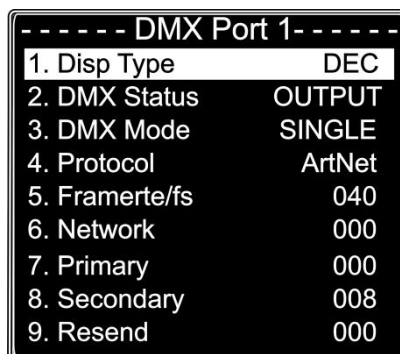 ------ DMX Port 1------
1. Disp Type DEC
2. DMX Status OUTPUT
3. DMX Mode SINGLE
4. Protocol ArtNet
5. Framerte/fs 040
6. Network 000
7. Primary 000
8. Secondary 008
9. Resend 000